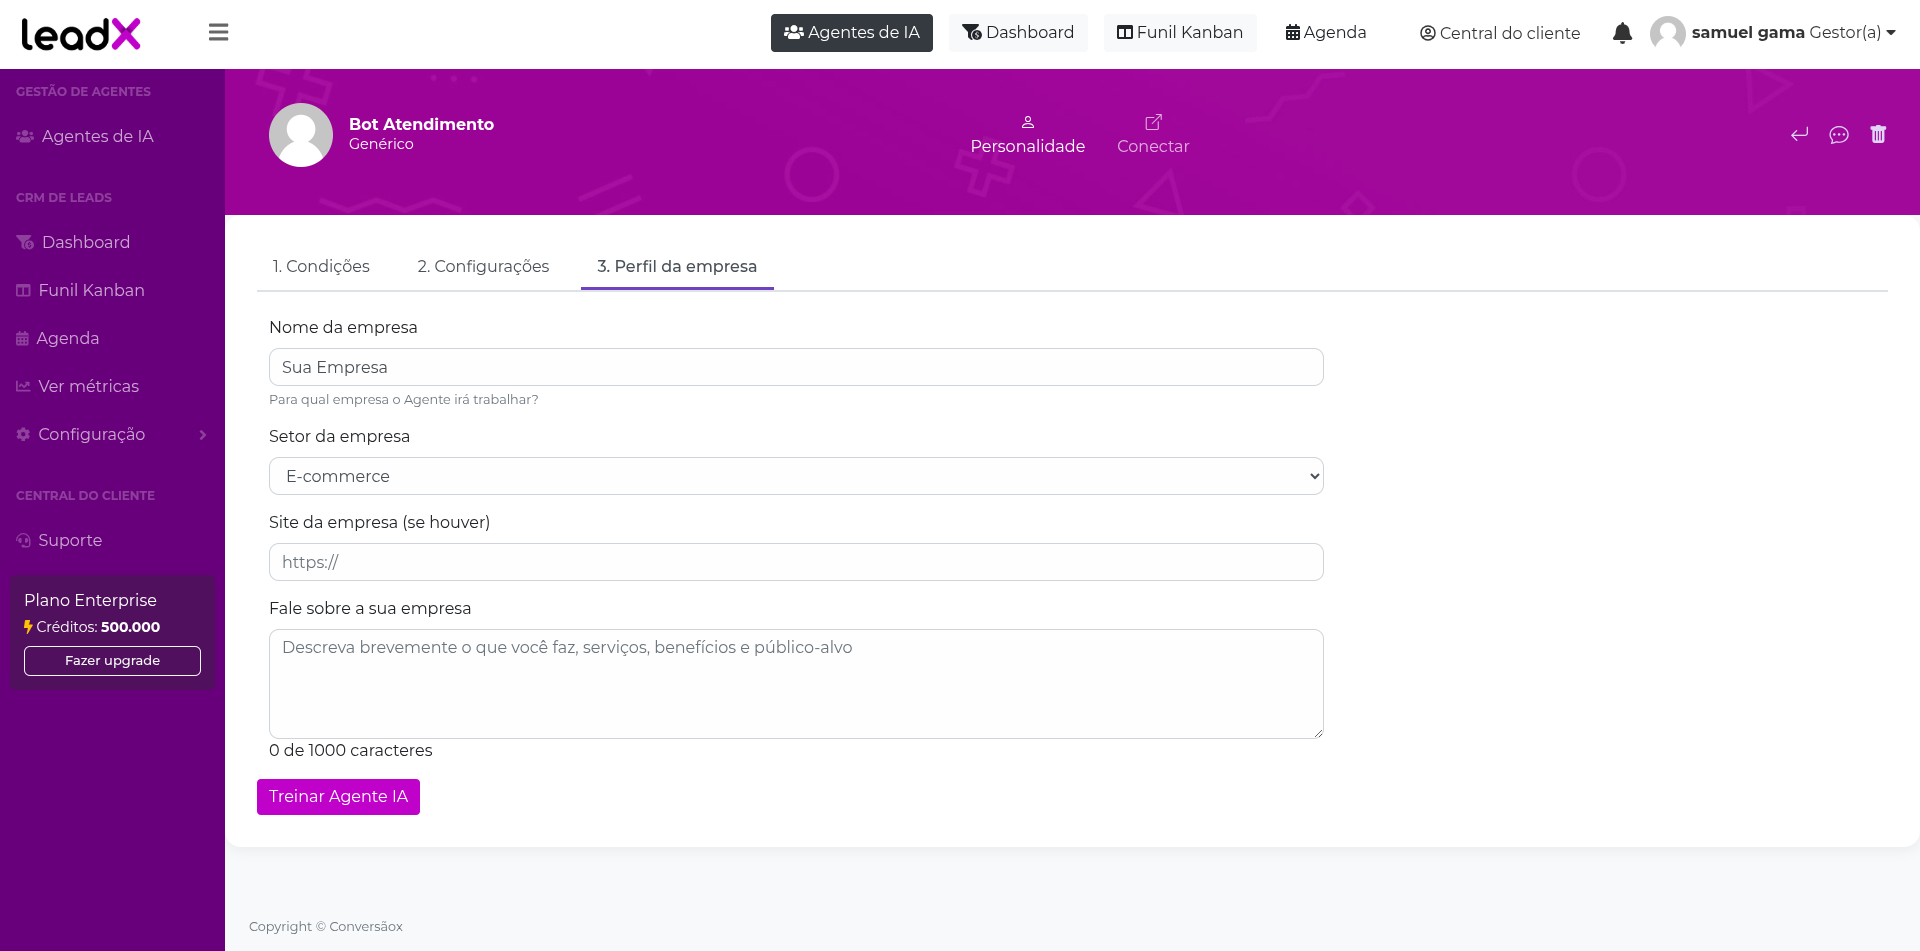 leadX
Agentes de IA
Dashboard
Funil Kanban
Agenda
Central do cliente
samuel gama Gestor(a)
GESTÃO DE AGENTES
Agentes de IA
CRM DE LEADS
Dashboard
Funil Kanban
Agenda
Ver métricas
Configuração
CENTRAL DO CLIENTE
Suporte
Plano Enterprise
Créditos: 500.000
Fazer upgrade
Bot Atendimento
Genérico
Personalidade
Conectar
1. Condições
2. Configurações
3. Perfil da empresa
Nome da empresa
Sua Empresa
Para qual empresa o Agente irá trabalhar?
Setor da empresa
E-commerce
Site da empresa (se houver)
https://
Fale sobre a sua empresa
Descreva brevemente o que você faz, serviços, benefícios e público-alvo
0 de 1000 caracteres
Treinar Agente IA
Copyright © Conversãox